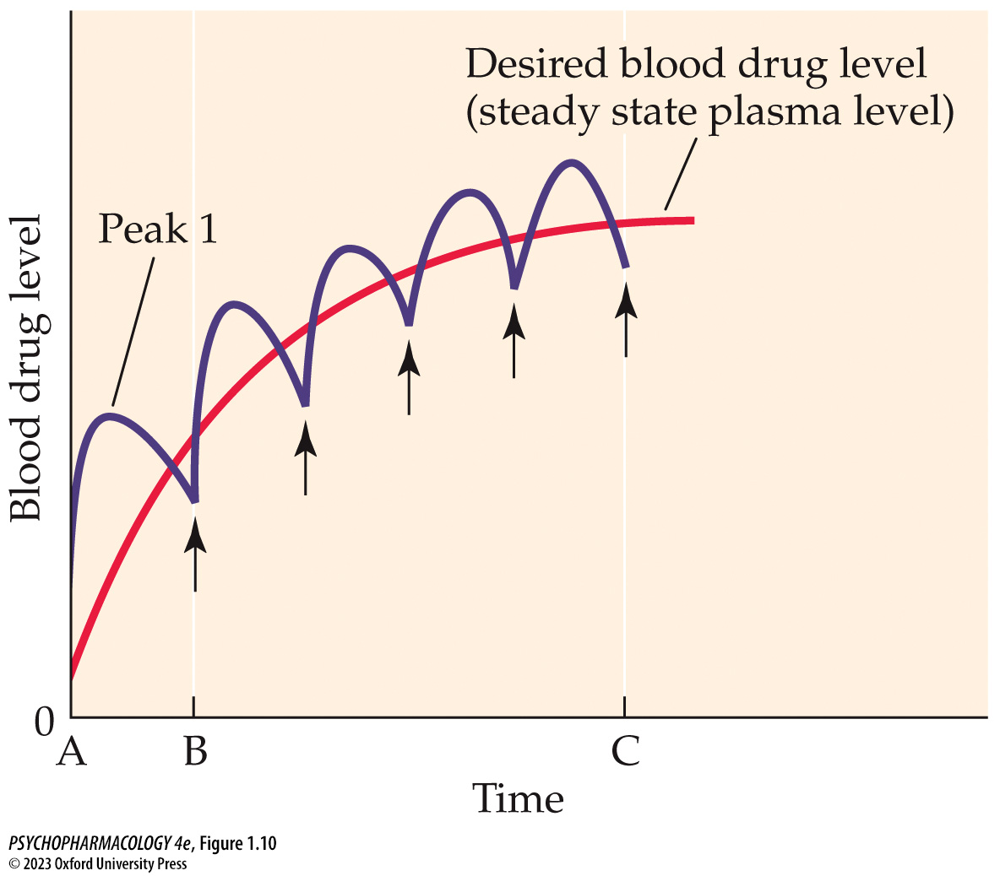 Desired blood drug level
(steady state plasma level)
Peak 1
Blood drug level
0
A
B
C
Time
PSYCHOPHARMACOLOGY 4e, Figure 1.10
© 2023 Oxford University Press